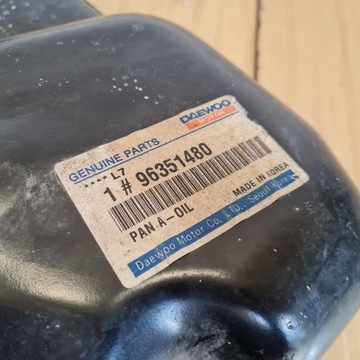 GENUINE PARTS DAEWOO
**** L7
1 # 96351480
PAN A-OIL MADE IN KOREA
Daewoo Motor Co. LTD., Seoul Korea